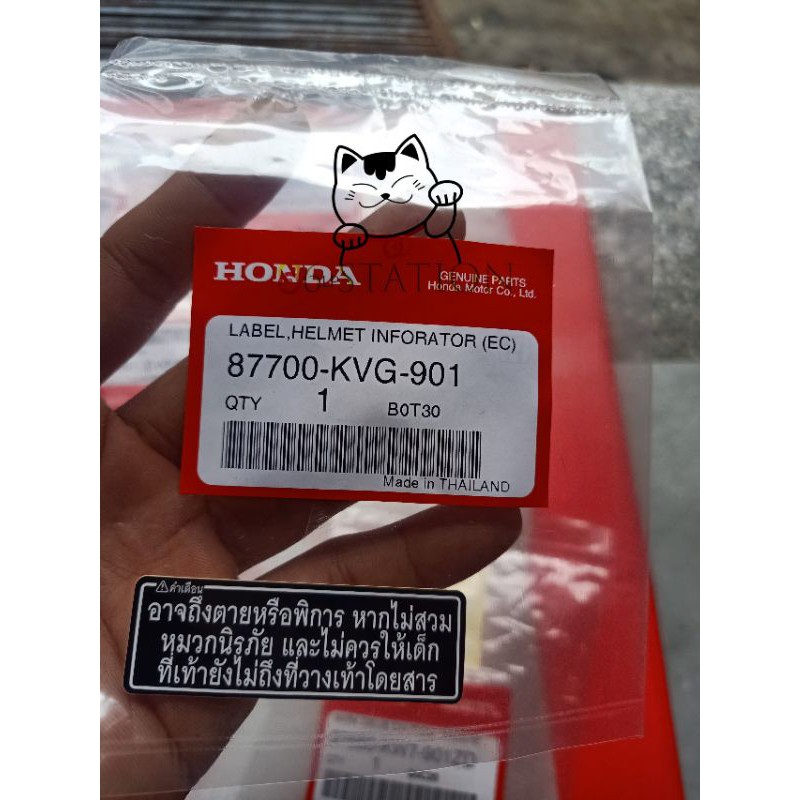 HONDA
GENUINE PARTS
Honda Motor Co., Ltd.
STATION
LABEL,HELMET INFORATOR (EC)
87700-KVG-901
QTY 1 B0T30
Made in THAILAND
⚠คำเตือน
อาจถึงตายหรือพิการ หากไม่สวม
หมวกนิรภัย และไม่ควรให้เด็ก
ที่เท้ายังไม่ถึงที่วางเท้าโดยสาร
QTY 1